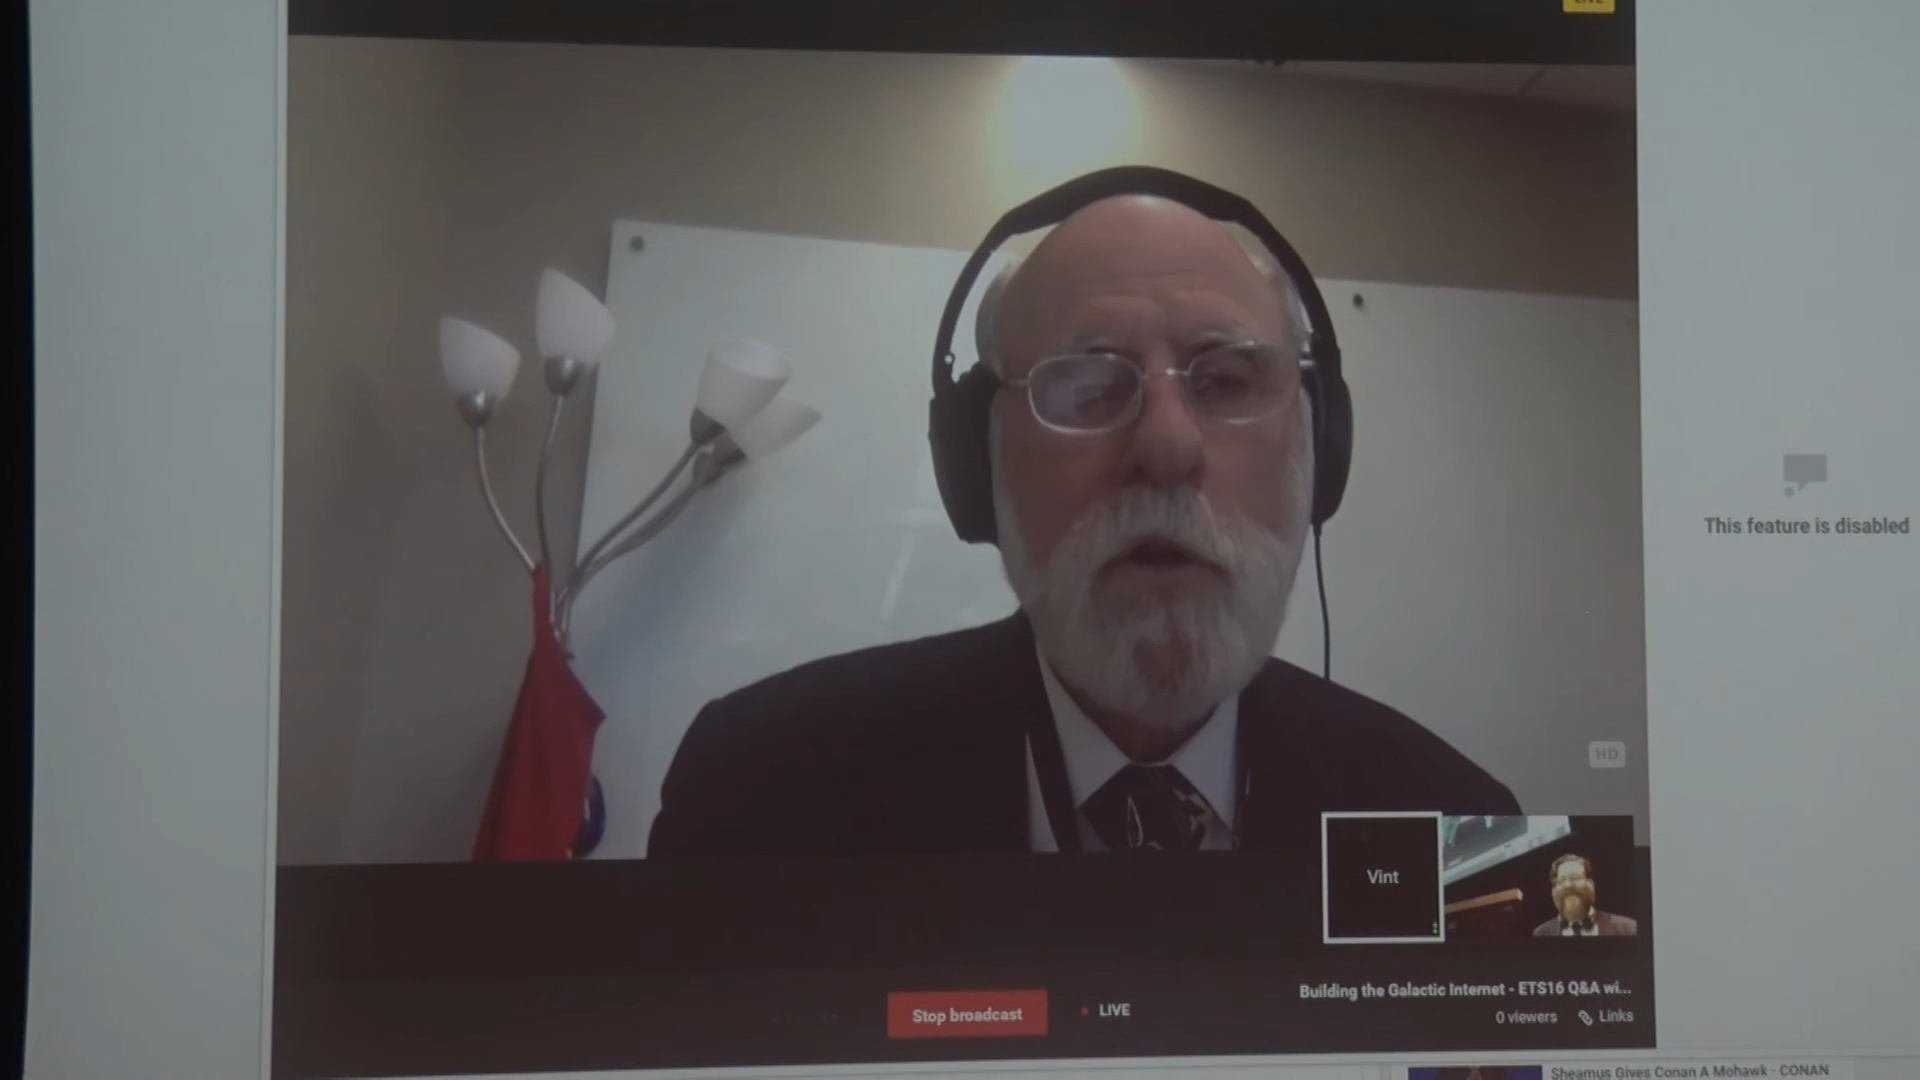 LIVE
This feature is disabled
HD
Vint
Building the Galactic Internet - ETS16 Q&A wi...
Stop broadcast
LIVE
0 viewers
Links
Sheamus Gives Conan A Mohawk - CONAN